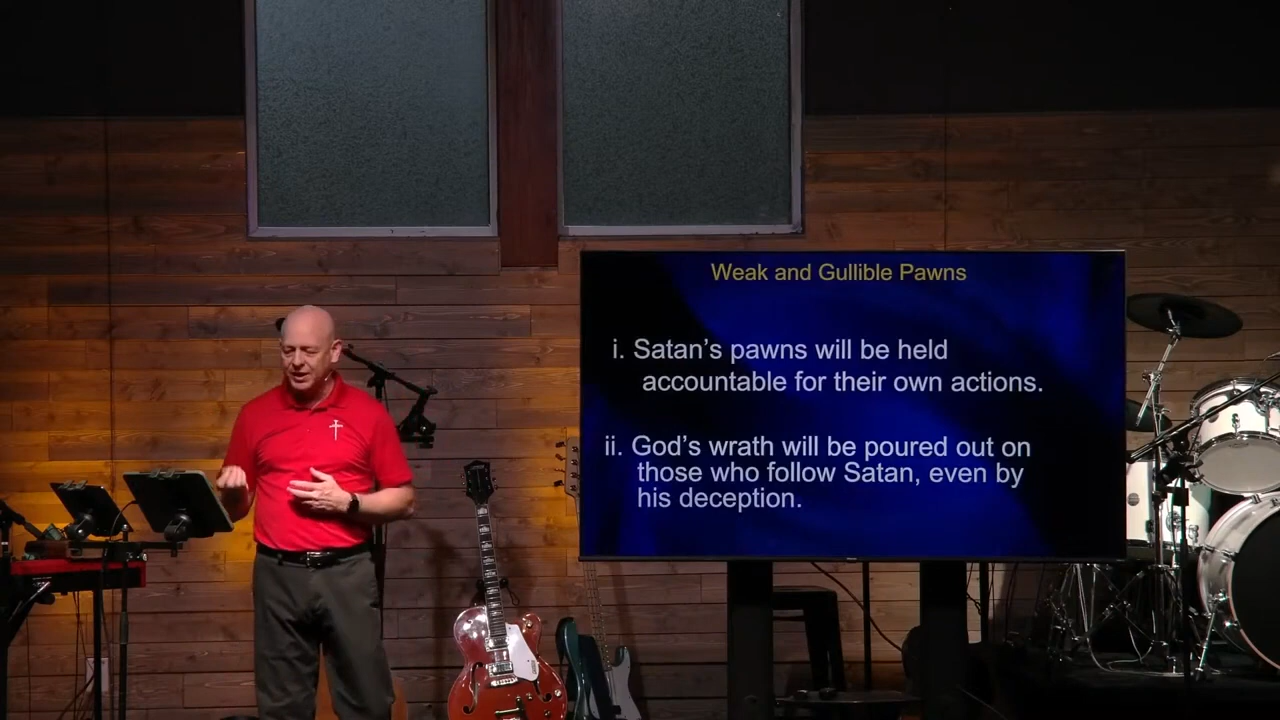 Weak and Gullible Pawns
i. Satan's pawns will be held
accountable for their own actions.
ii. God's wrath will be poured out on
those who follow Satan, even by
his deception.